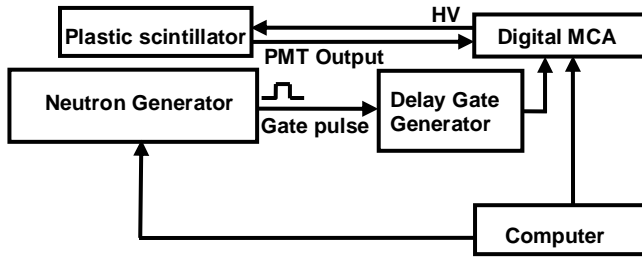 HV
Plastic scintillator
Digital MCA
PMT Output
Neutron Generator
Gate pulse
Delay Gate
Generator
Computer